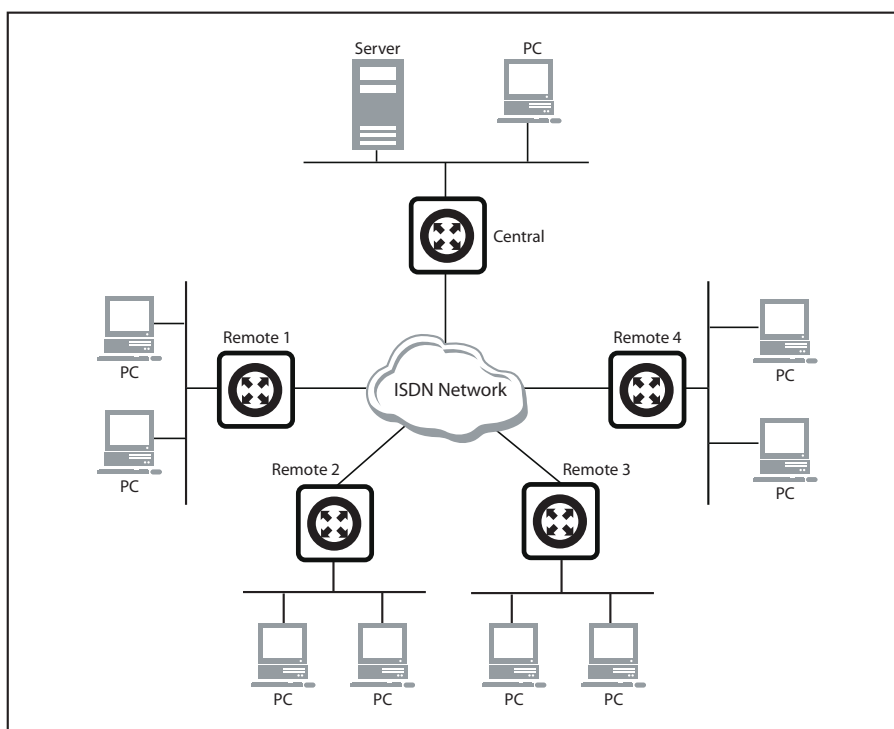 Server
PC
Central
Remote 1
Remote 4
PC
PC
ISDN Network
PC
PC
Remote 2
Remote 3
PC
PC
PC
PC